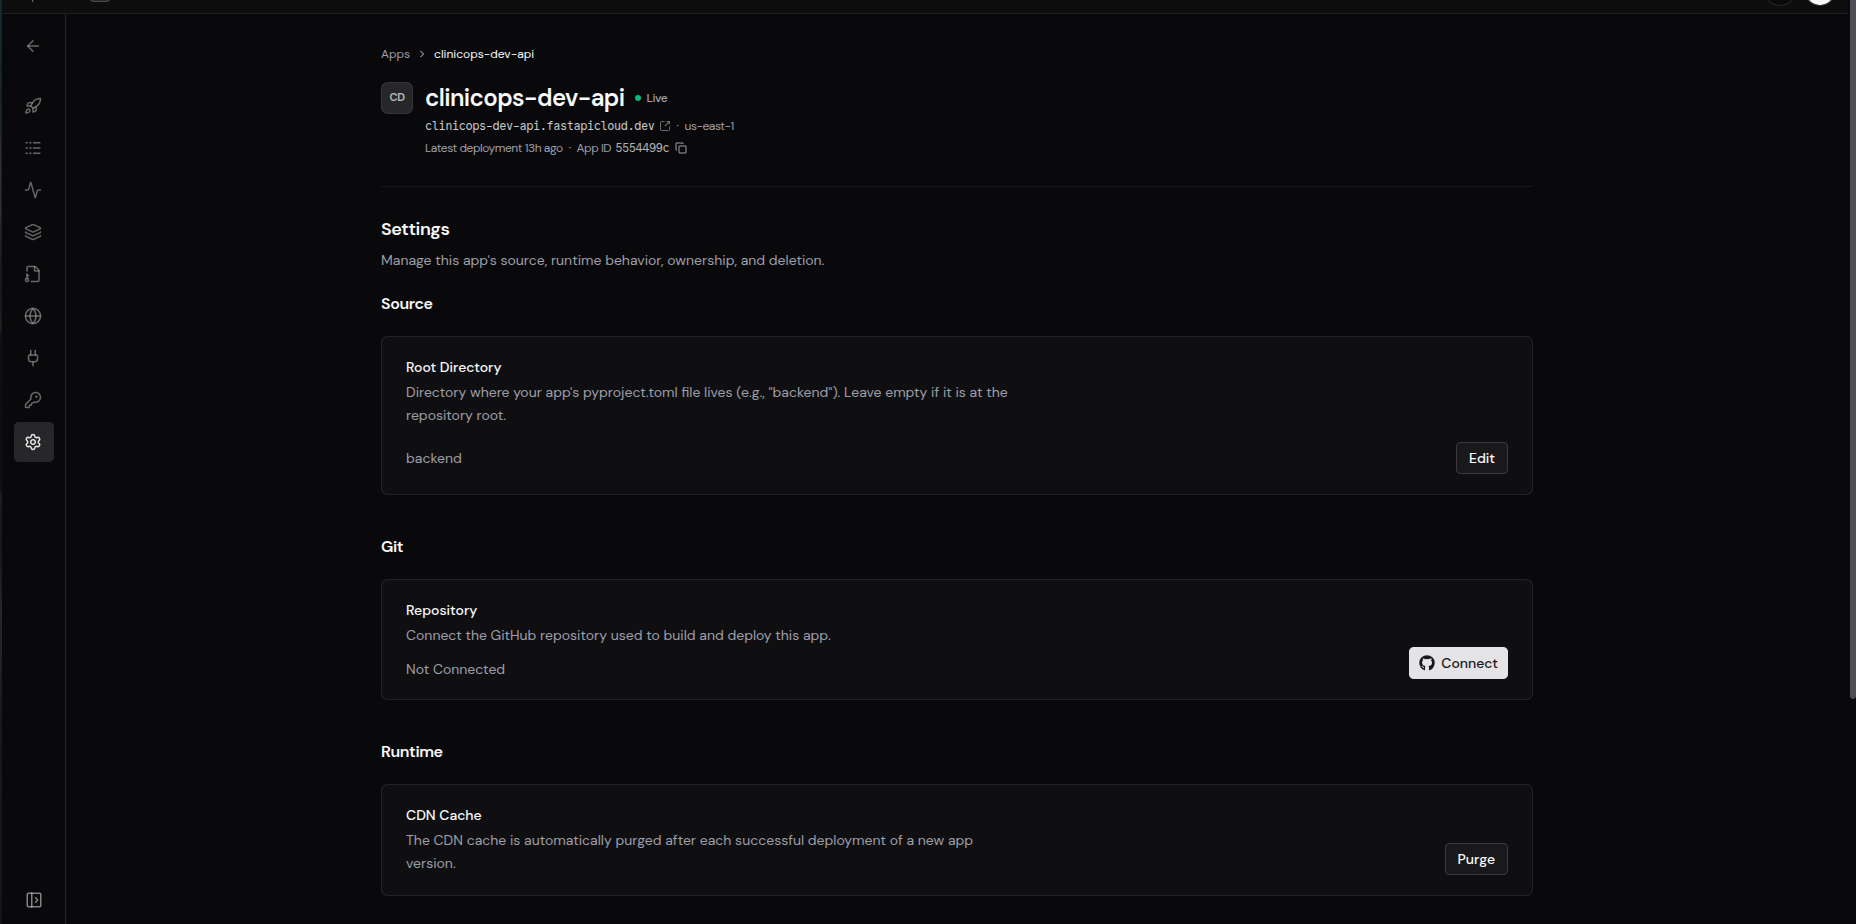 Apps > clinicops-dev-api
CD
clinicops-dev-api
Live
clinicops-dev-api.fastapicloud.dev · us-east-1
Latest deployment 13h ago · App ID 5554499c
Settings
Manage this app's source, runtime behavior, ownership, and deletion.
Source
Root Directory
Directory where your app's pyproject.toml file lives (e.g., "backend"). Leave empty if it is at the
repository root.
backend
Edit
Git
Repository
Connect the GitHub repository used to build and deploy this app.
Connect
Not Connected
Runtime
CDN Cache
The CDN cache is automatically purged after each successful deployment of a new app
version.
Purge